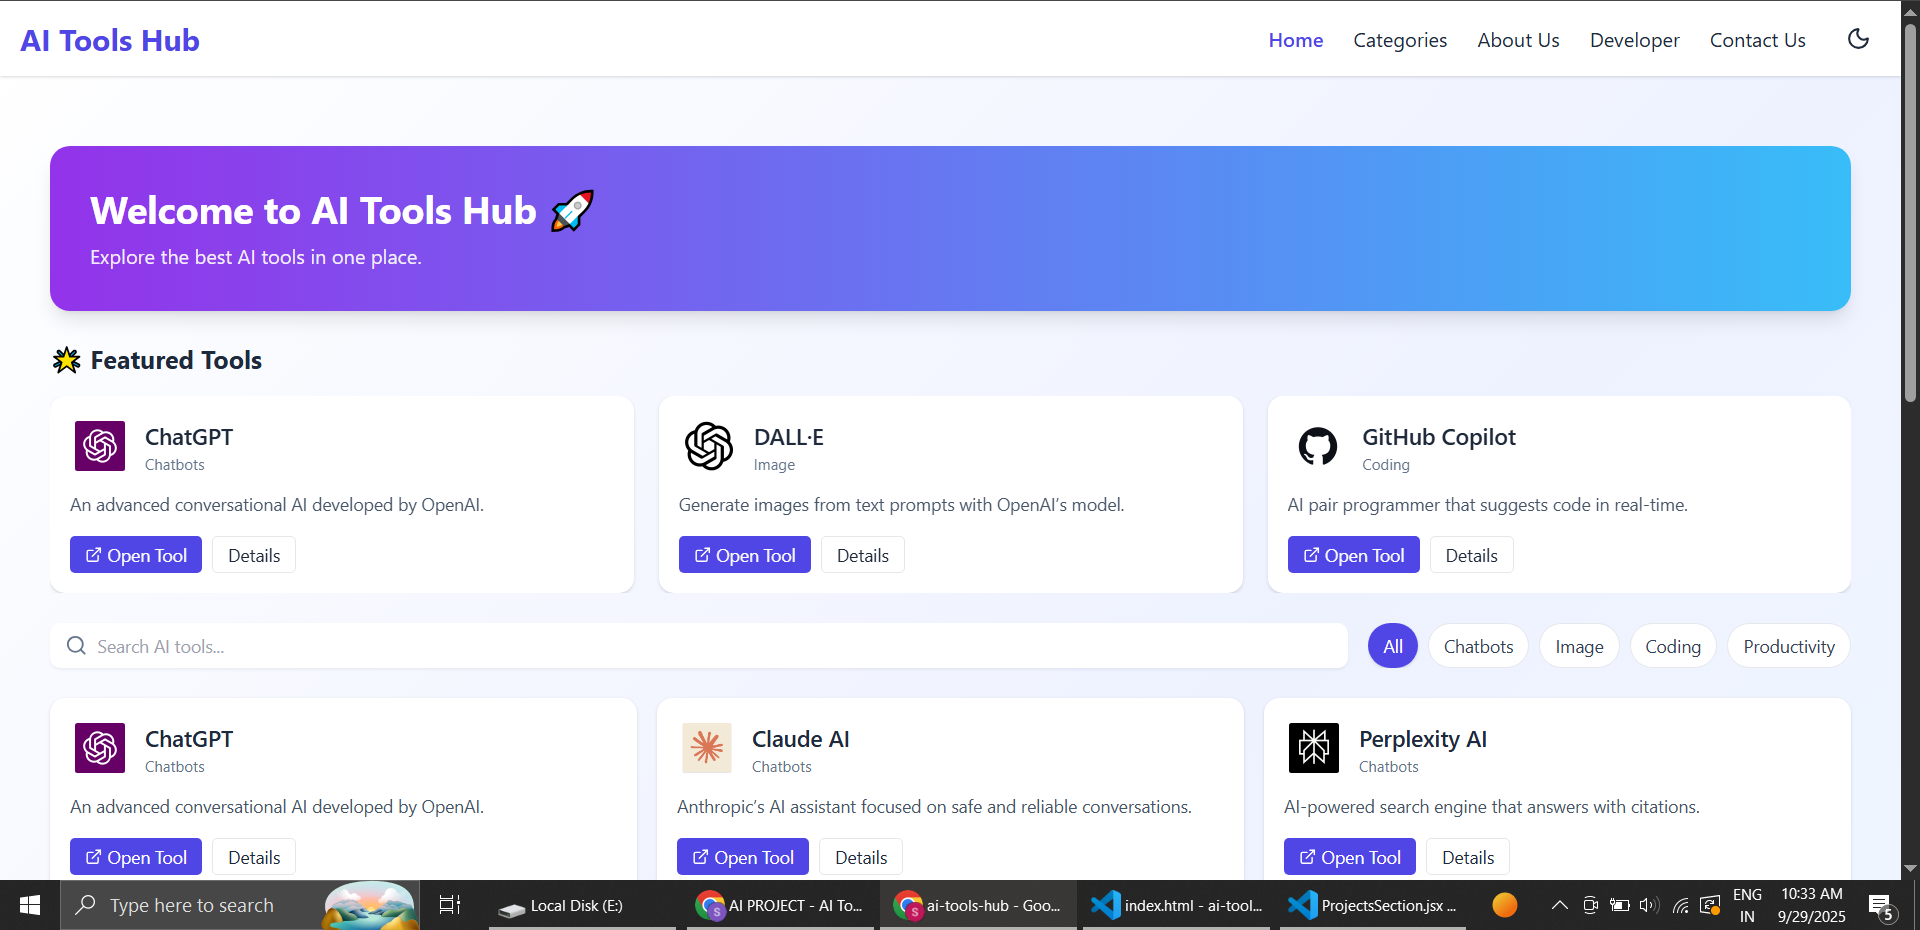 AI Tools Hub
Home Categories About Us Developer Contact Us
Welcome to AI Tools Hub 🚀
Explore the best AI tools in one place.
🌟 Featured Tools
ChatGPT
Chatbots
An advanced conversational AI developed by OpenAI.
Open Tool Details
DALL·E
Image
Generate images from text prompts with OpenAI’s model.
Open Tool Details
GitHub Copilot
Coding
AI pair programmer that suggests code in real-time.
Open Tool Details
Search AI tools...
All Chatbots Image Coding Productivity
ChatGPT
Chatbots
An advanced conversational AI developed by OpenAI.
Open Tool Details
Claude AI
Chatbots
Anthropic’s AI assistant focused on safe and reliable conversations.
Open Tool Details
Perplexity AI
Chatbots
AI-powered search engine that answers with citations.
Open Tool Details
Type here to search
Local Disk (E:)
S
AI PROJECT - AI To...
S
ai-tools-hub - Goo...
index.html - ai-tool...
ProjectsSection.jsx ...
ENG
IN
10:33 AM
9/29/2025
5